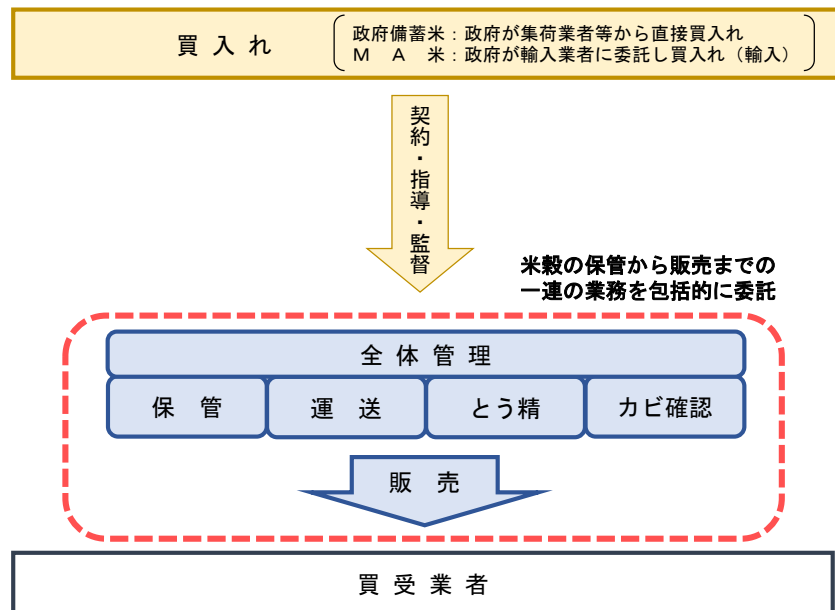 買入れ
政府備蓄米：政府が集荷業者等から直接買入れ
Ｍ Ａ 米：政府が輸入業者に委託し買入れ（輸入）
契約・指導・監督
米穀の保管から販売までの
一連の業務を包括的に委託
全体管理
保管
運送
とう精
カビ確認
販売
買受業者